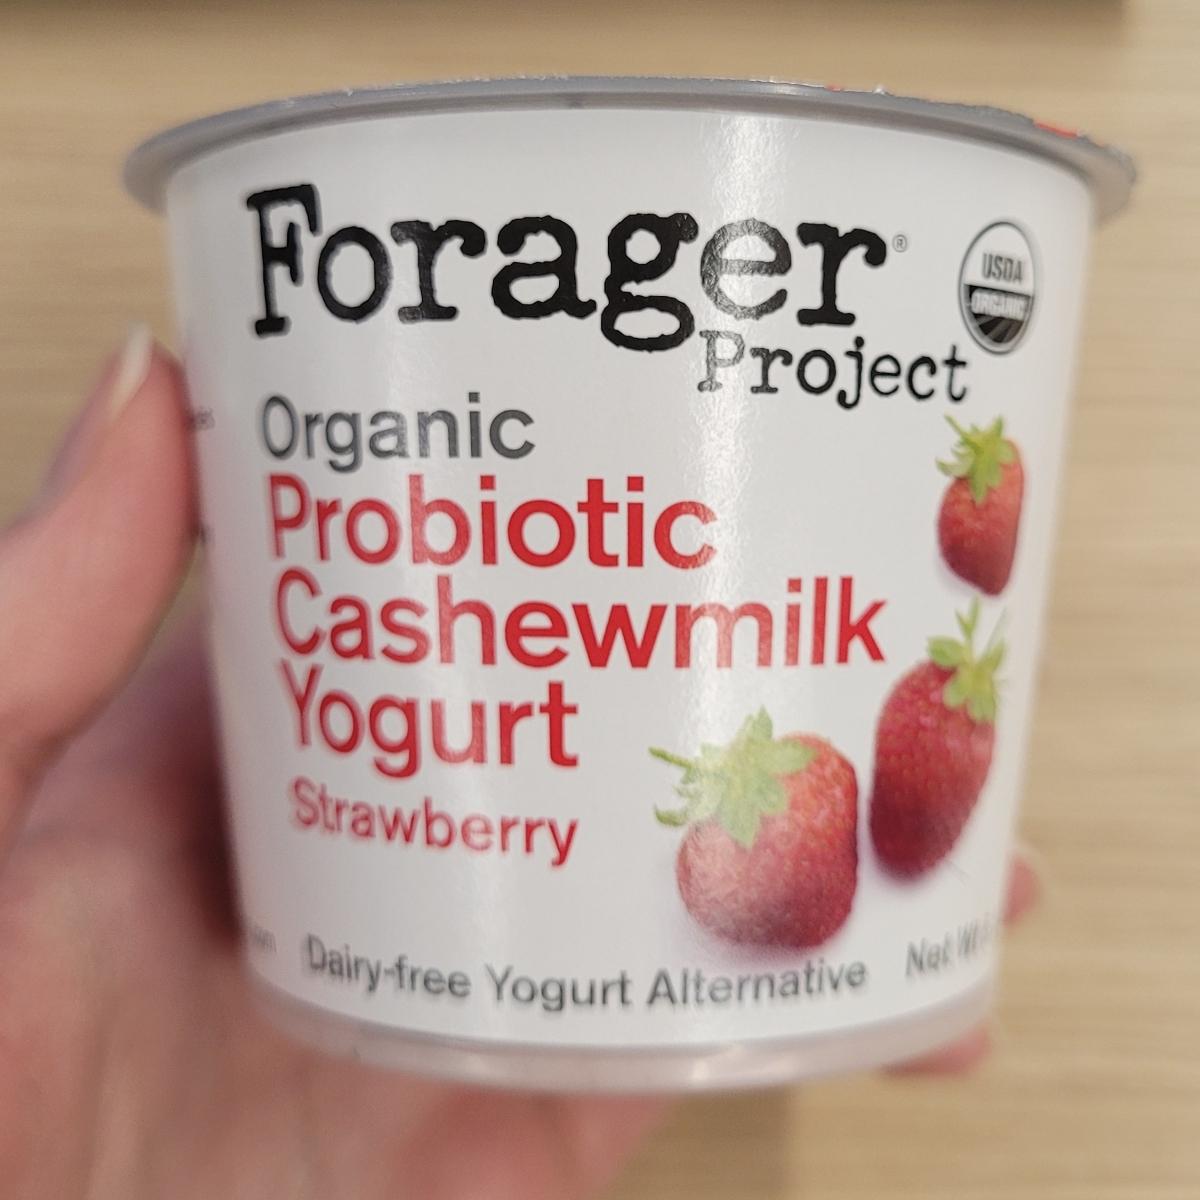 Forager®
Project
USDA
ORGANIC
Organic
Probiotic
Cashewmilk
Yogurt
Strawberry
Dairy-free Yogurt Alternative
Net Wt